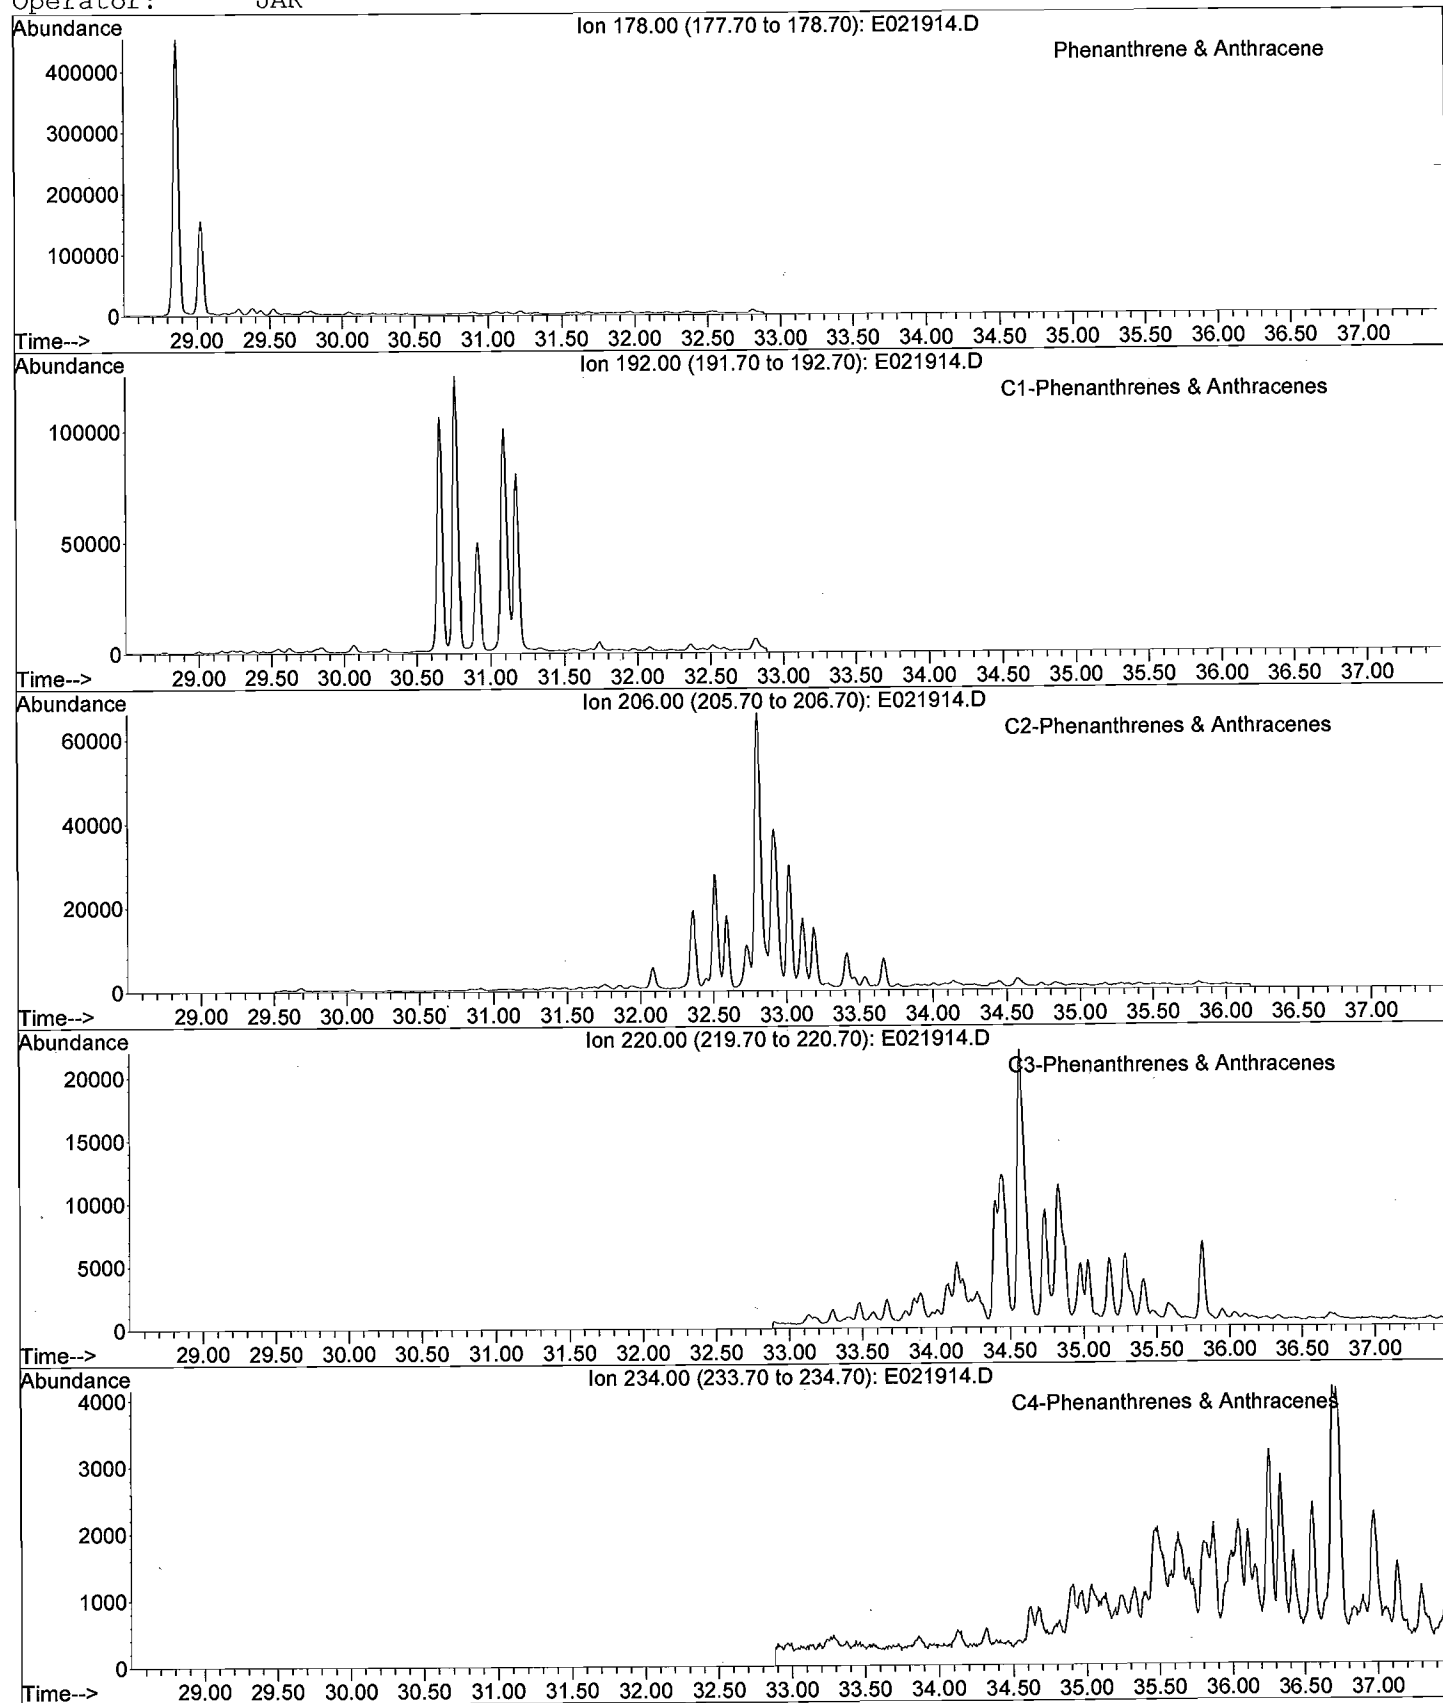 Operator: JAR
Abundance
Ion 178.00 (177.70 to 178.70): E021914.D
Phenanthrene & Anthracene
400000
300000
200000
100000
0
Time--> 29.00 29.50 30.00 30.50 31.00 31.50 32.00 32.50 33.00 33.50 34.00 34.50 35.00 35.50 36.00 36.50 37.00
Abundance
Ion 192.00 (191.70 to 192.70): E021914.D
C1-Phenanthrenes & Anthracenes
100000
50000
0
Time--> 29.00 29.50 30.00 30.50 31.00 31.50 32.00 32.50 33.00 33.50 34.00 34.50 35.00 35.50 36.00 36.50 37.00
Abundance
Ion 206.00 (205.70 to 206.70): E021914.D
C2-Phenanthrenes & Anthracenes
60000
40000
20000
0
Time--> 29.00 29.50 30.00 30.50 31.00 31.50 32.00 32.50 33.00 33.50 34.00 34.50 35.00 35.50 36.00 36.50 37.00
Abundance
Ion 220.00 (219.70 to 220.70): E021914.D
C3-Phenanthrenes & Anthracenes
20000
15000
10000
5000
0
Time--> 29.00 29.50 30.00 30.50 31.00 31.50 32.00 32.50 33.00 33.50 34.00 34.50 35.00 35.50 36.00 36.50 37.00
Abundance
Ion 234.00 (233.70 to 234.70): E021914.D
C4-Phenanthrenes & Anthracenes
4000
3000
2000
1000
0
Time--> 29.00 29.50 30.00 30.50 31.00 31.50 32.00 32.50 33.00 33.50 34.00 34.50 35.00 35.50 36.00 36.50 37.00